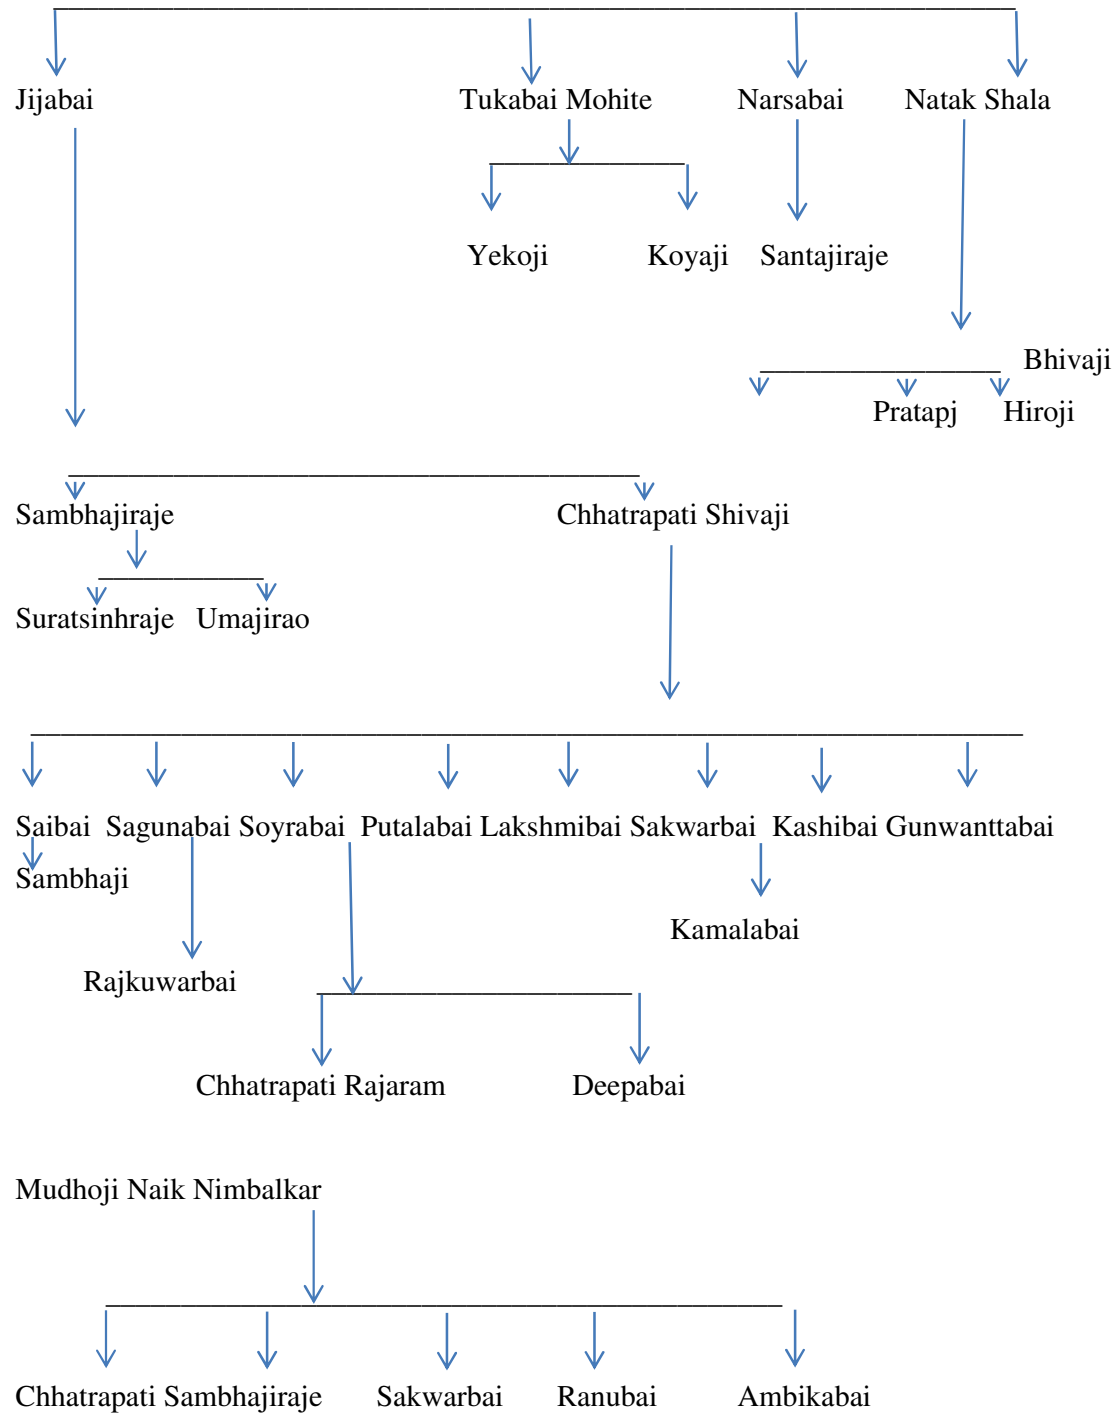 Jijabai Tukabai Mohite Narsabai Natak Shala
Yekoji Koyaji Santajiraje
Bhivaji
Pratapj Hiroji
Sambhajiraje Chhatrapati Shivaji
Suratsinhraje Umajirao
Saibai Sagunabai Soyrabai Putalabai Lakshmibai Sakwarbai Kashibai Gunwanttabai
Sambhaji
Kamalabai
Rajkuwarbai
Chhatrapati Rajaram Deepabai
Mudhoji Naik Nimbalkar
Chhatrapati Sambhajiraje Sakwarbai Ranubai Ambikabai